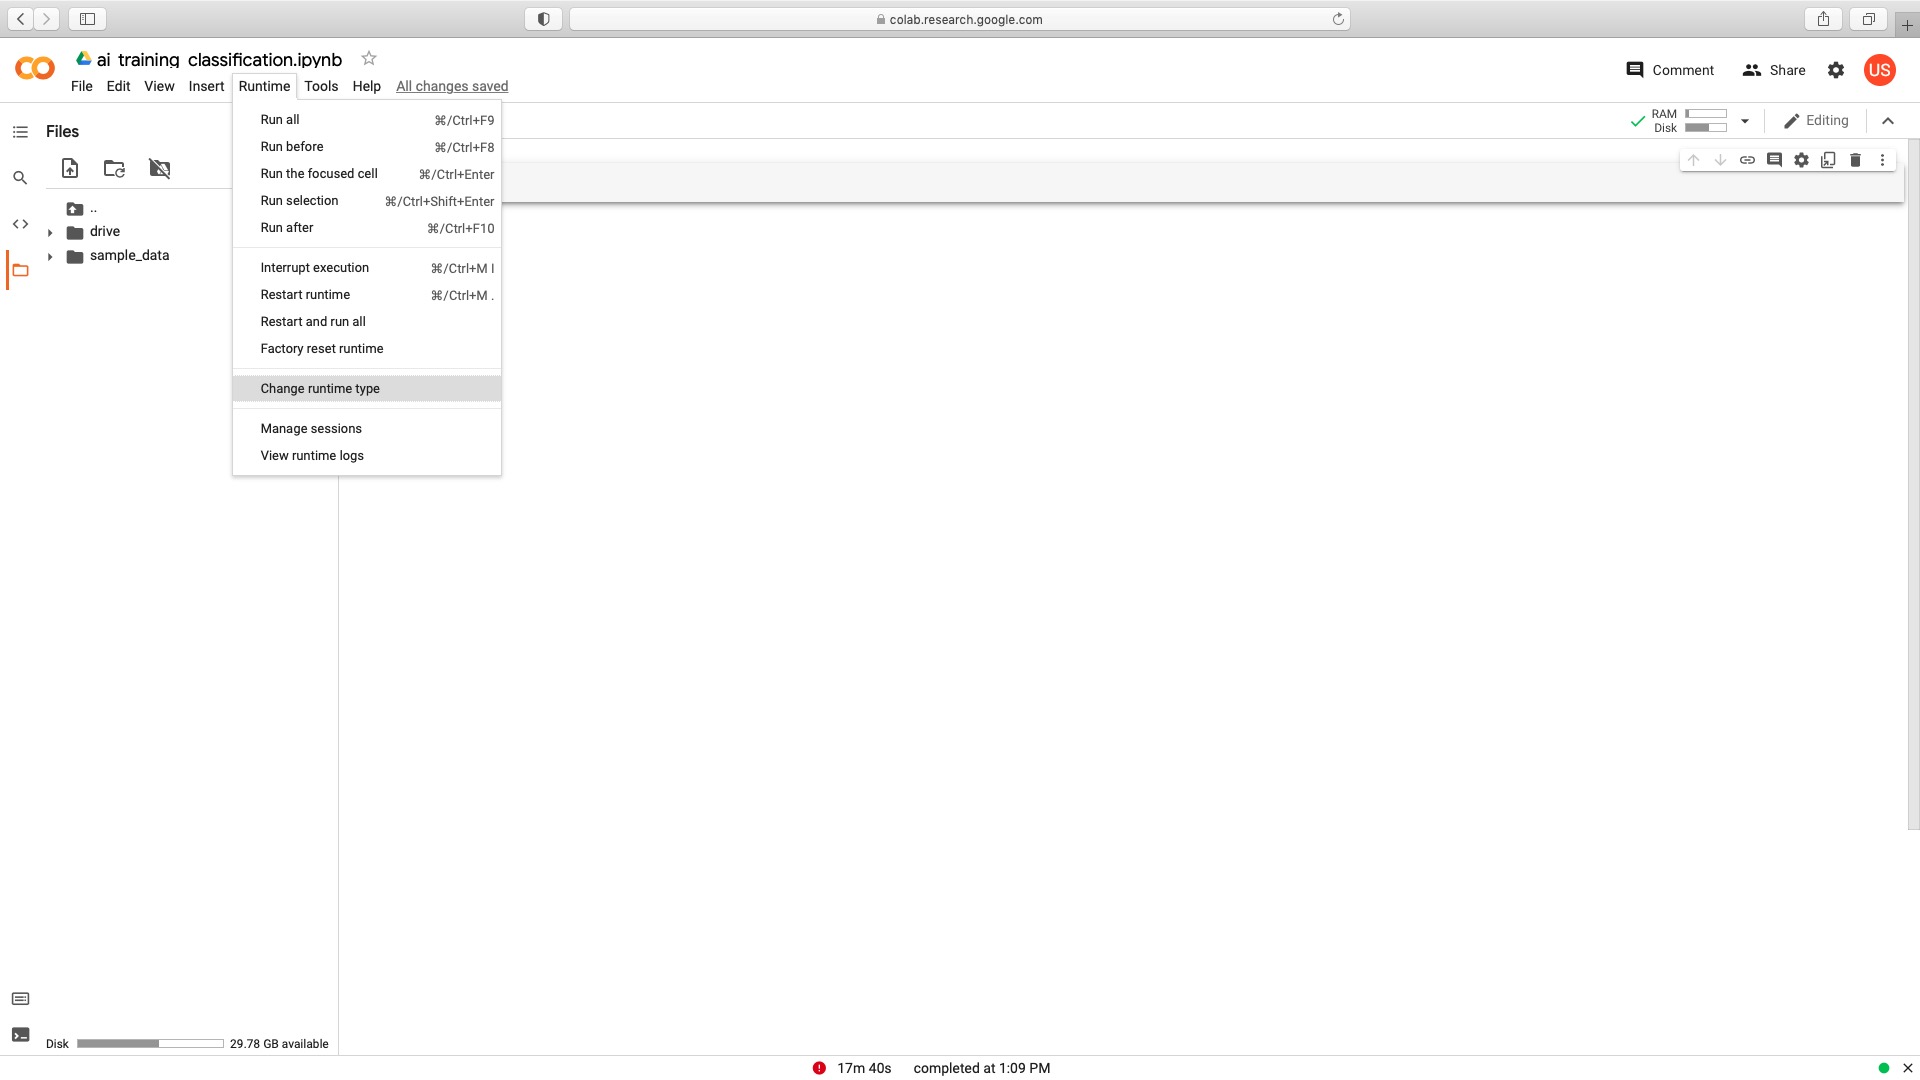 colab.research.google.com
ai_training_classification.ipynb
File Edit View Insert Runtime Tools Help All changes saved
Comment Share US
Files
RAM
Disk
Editing
Run all ⌘/Ctrl+F9
Run before ⌘/Ctrl+F8
Run the focused cell ⌘/Ctrl+Enter
Run selection ⌘/Ctrl+Shift+Enter
Run after ⌘/Ctrl+F10
Interrupt execution ⌘/Ctrl+M I
Restart runtime ⌘/Ctrl+M .
Restart and run all
Factory reset runtime
Change runtime type
Manage sessions
View runtime logs
..
drive
sample_data
Disk 29.78 GB available
17m 40s completed at 1:09 PM